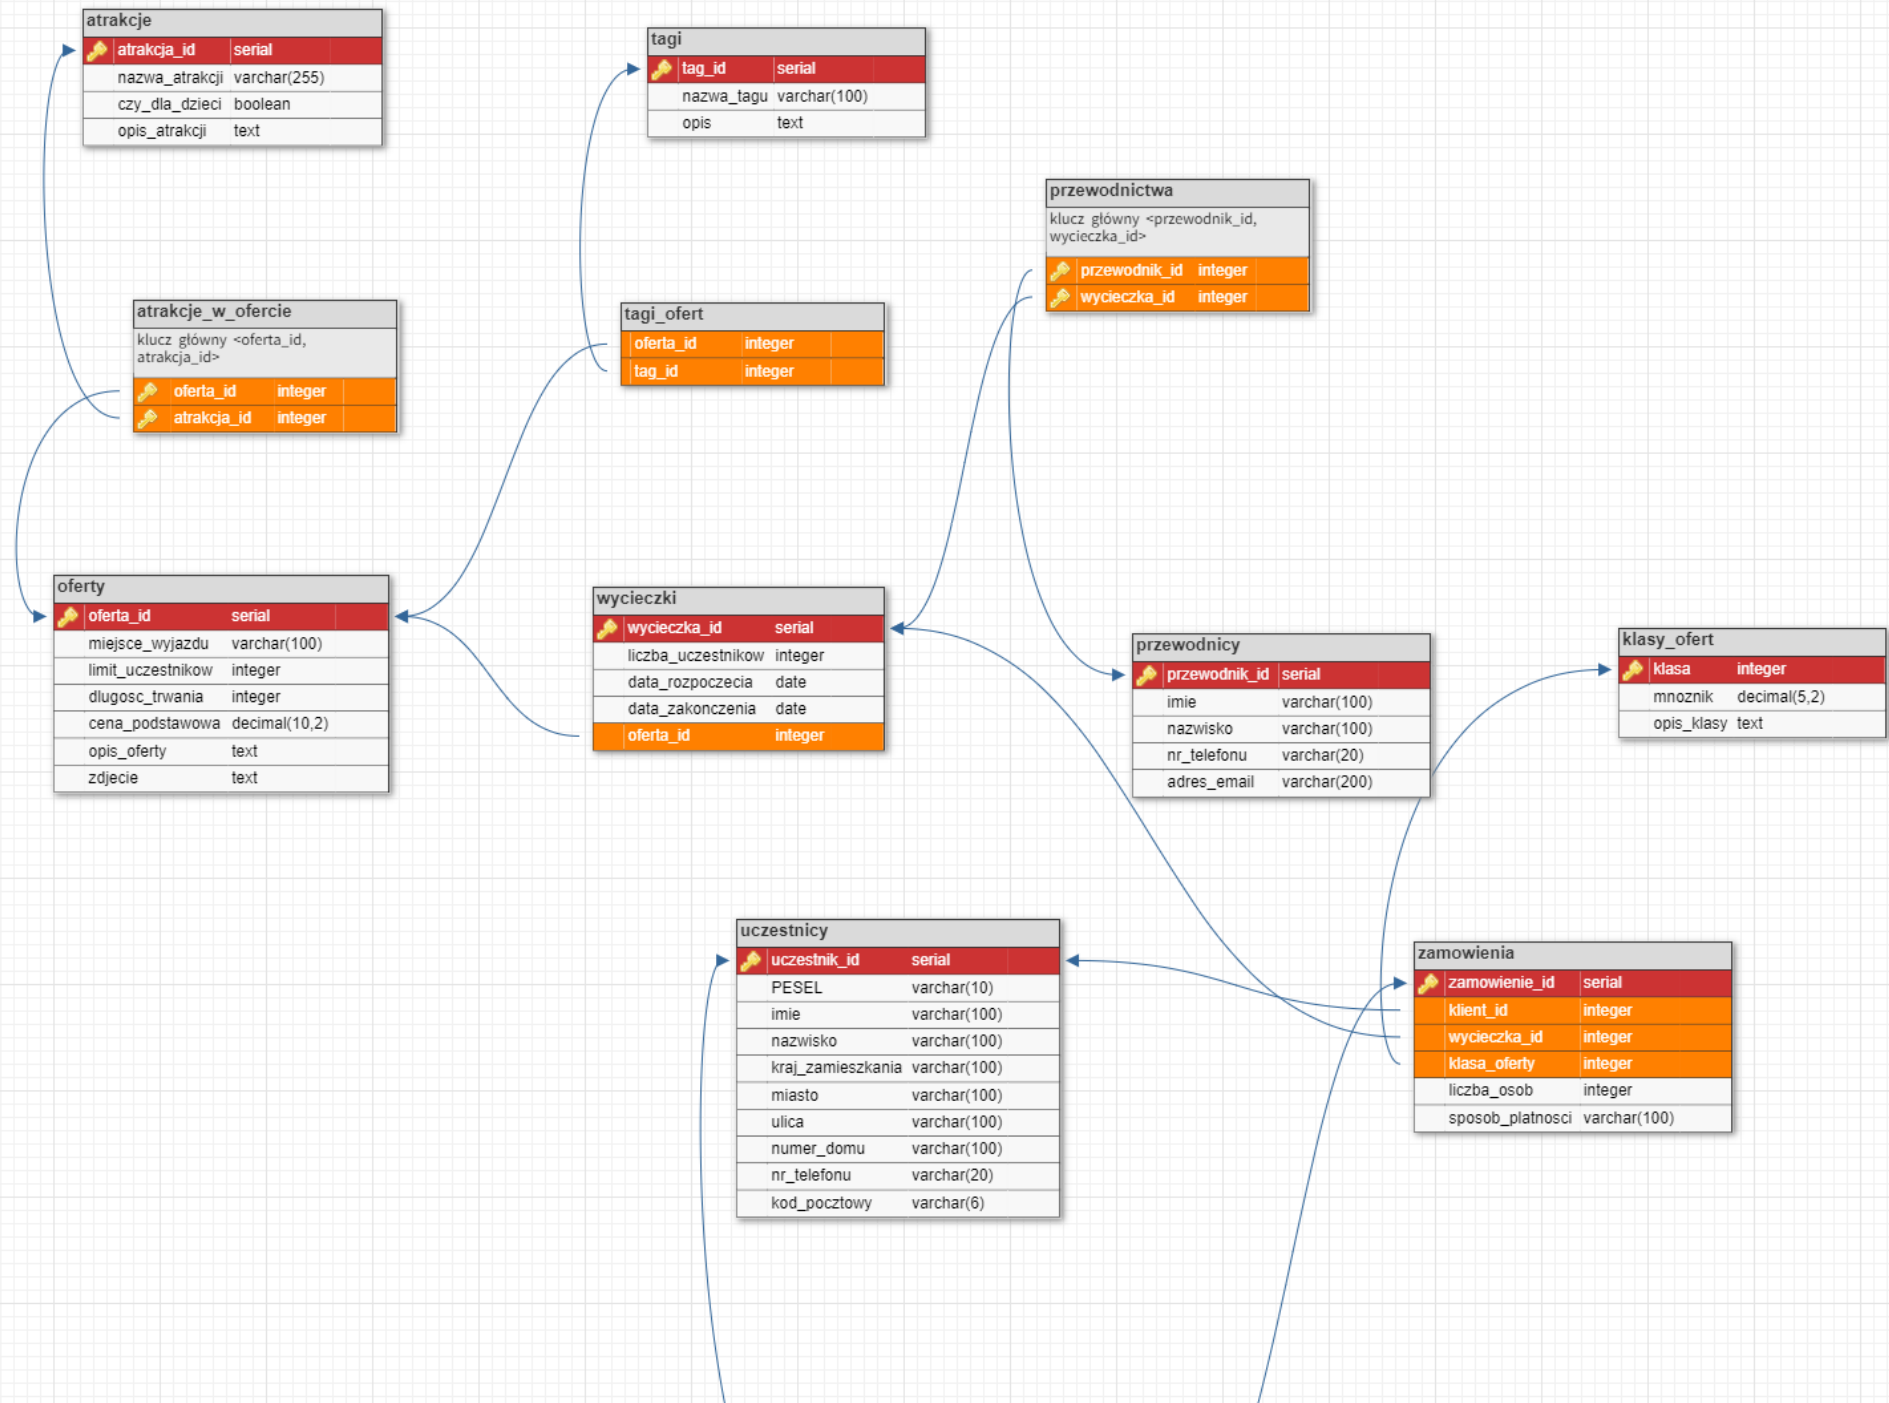 atrakcje
atrakcja_id serial
nazwa_atrakcji varchar(255)
czy_dla_dzieci boolean
opis_atrakcji text
tagi
tag_id serial
nazwa_tagu varchar(100)
opis text
przewodnictwa
klucz główny <przewodnik_id,
wycieczka_id>
przewodnik_id integer
wycieczka_id integer
atrakcje_w_ofercie
klucz główny <oferta_id,
atrakcja_id>
oferta_id integer
atrakcja_id integer
tagi_ofert
oferta_id integer
tag_id integer
oferty
oferta_id serial
miejsce_wyjazdu varchar(100)
limit_uczestnikow integer
dlugosc_trwania integer
cena_podstawowa decimal(10,2)
opis_oferty text
zdjecie text
wycieczki
wycieczka_id serial
liczba_uczestnikow integer
data_rozpoczecia date
data_zakonczenia date
oferta_id integer
przewodnicy
przewodnik_id serial
imie varchar(100)
nazwisko varchar(100)
nr_telefonu varchar(20)
adres_email varchar(200)
klasy_ofert
klasa integer
mnoznik decimal(5,2)
opis_klasy text
uczestnicy
uczestnik_id serial
PESEL varchar(10)
imie varchar(100)
nazwisko varchar(100)
kraj_zamieszkania varchar(100)
miasto varchar(100)
ulica varchar(100)
numer_domu varchar(100)
nr_telefonu varchar(20)
kod_pocztowy varchar(6)
zamowienia
zamowienie_id serial
klient_id integer
wycieczka_id integer
klasa_oferty integer
liczba_osob integer
sposob_platnosci varchar(100)